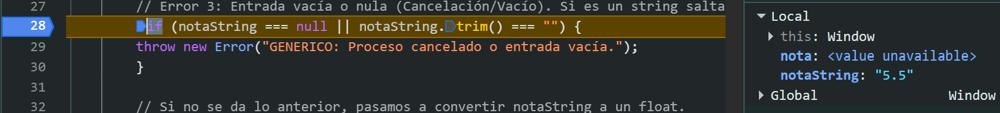 27 // Error 3: Entrada vacía o nula (Cancelación/Vacío). Si es un string salta
28 if (notaString === null || notaString.trim() === "") {
29 throw new Error("GENERICO: Proceso cancelado o entrada vacía.");
30 }
31
32 // Si no se da lo anterior, pasamos a convertir notaString a un float.
Local
this: Window
nota: <value unavailable>
notaString: "5.5"
Global Window